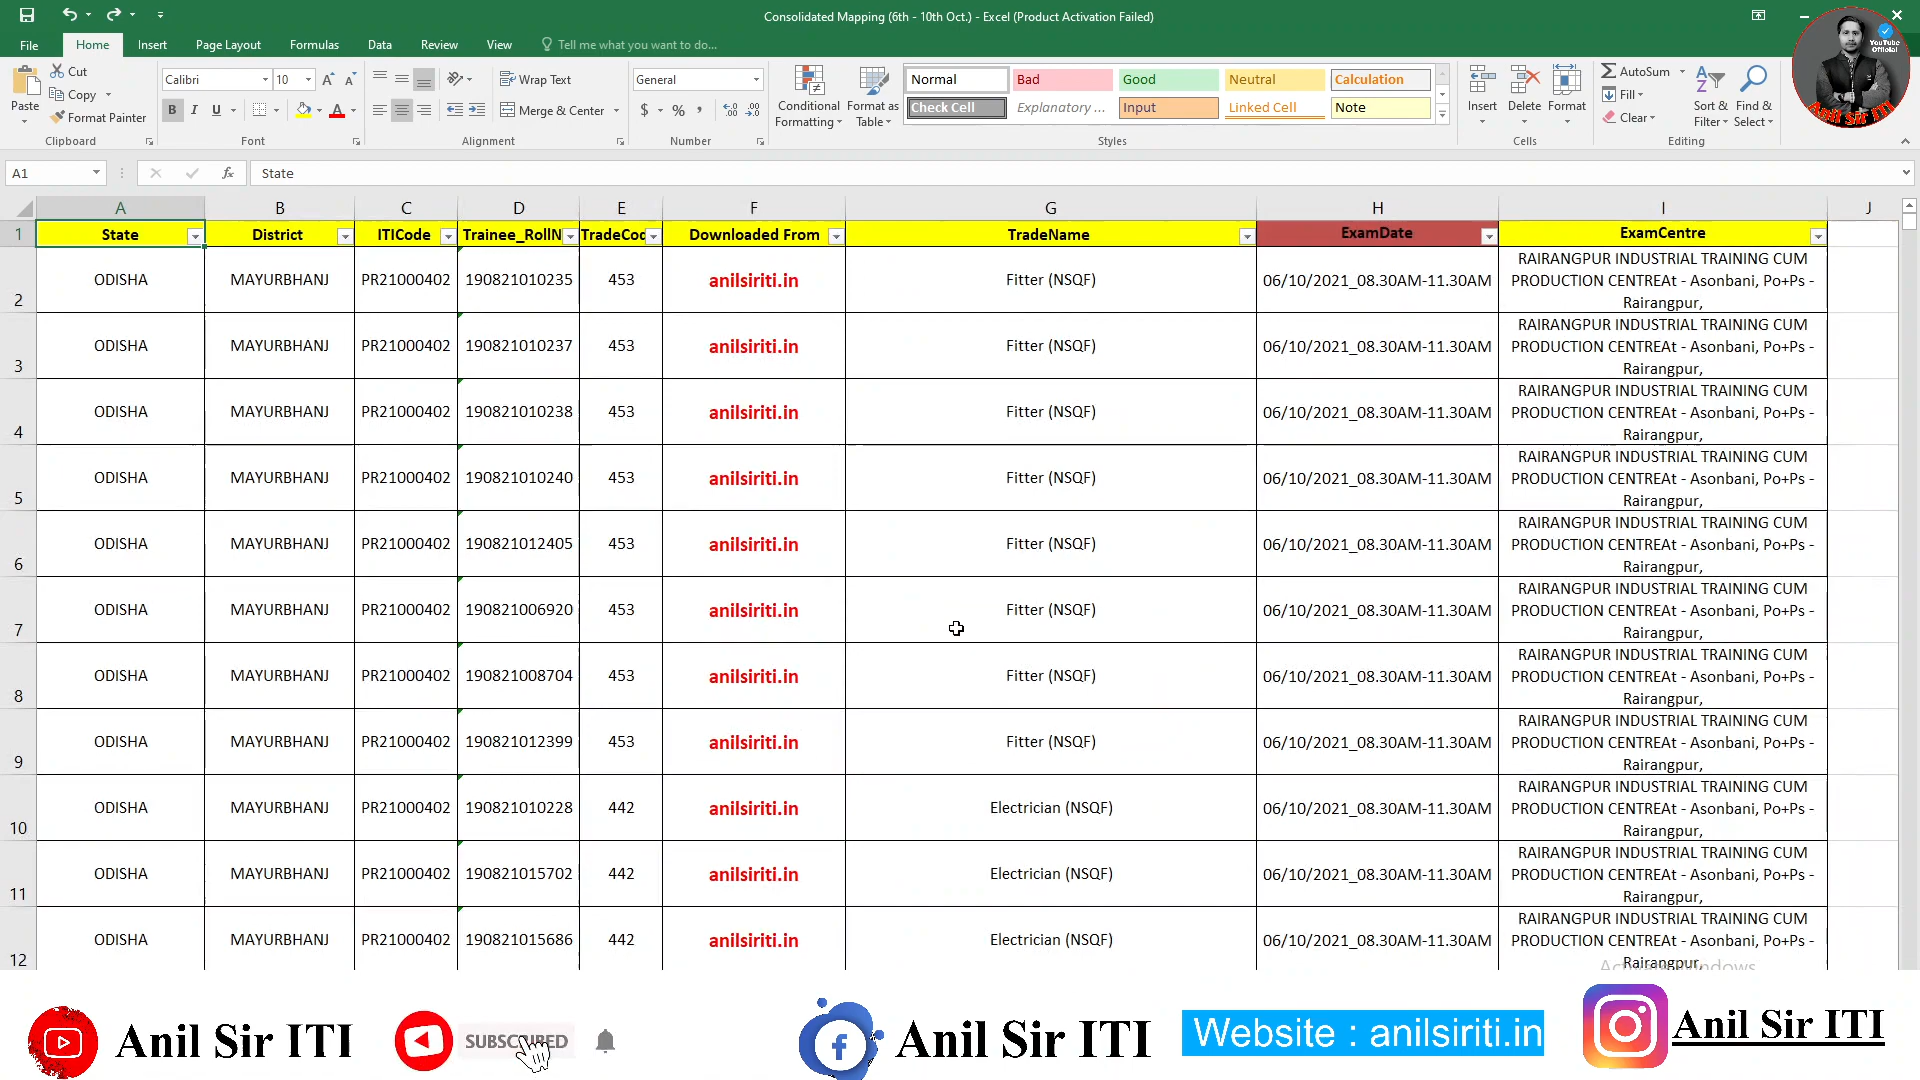 Consolidated Mapping (6th - 10th Oct.) - Excel (Product Activation Failed)
File Home Insert Page Layout Formulas Data Review View Tell me what you want to do...
Paste
Cut
Copy
Format Painter
Clipboard
Calibri 10
B I U
Font
Wrap Text
Merge & Center
Alignment
General
$ % ,
Number
Conditional Formatting
Format as Table
Normal Bad Good Neutral Calculation
Check Cell Explanatory ... Input Linked Cell Note
Styles
Insert Delete Format
Cells
AutoSum
Fill
Clear
Sort & Filter
Find & Select
Editing
YouTube
Official
Anil Sir ITI
A1 fx State
A B C D E F G H I J
1 State District ITICode Trainee_RollN TradeCod Downloaded From TradeName ExamDate ExamCentre
2 ODISHA MAYURBHANJ PR21000402 190821010235 453 anilsiriti.in Fitter (NSQF) 06/10/2021_08.30AM-11.30AM RAIRANGPUR INDUSTRIAL TRAINING CUM PRODUCTION CENTREAt - Asonbani, Po+Ps - Rairangpur,
3 ODISHA MAYURBHANJ PR21000402 190821010237 453 anilsiriti.in Fitter (NSQF) 06/10/2021_08.30AM-11.30AM RAIRANGPUR INDUSTRIAL TRAINING CUM PRODUCTION CENTREAt - Asonbani, Po+Ps - Rairangpur,
4 ODISHA MAYURBHANJ PR21000402 190821010238 453 anilsiriti.in Fitter (NSQF) 06/10/2021_08.30AM-11.30AM RAIRANGPUR INDUSTRIAL TRAINING CUM PRODUCTION CENTREAt - Asonbani, Po+Ps - Rairangpur,
5 ODISHA MAYURBHANJ PR21000402 190821010240 453 anilsiriti.in Fitter (NSQF) 06/10/2021_08.30AM-11.30AM RAIRANGPUR INDUSTRIAL TRAINING CUM PRODUCTION CENTREAt - Asonbani, Po+Ps - Rairangpur,
6 ODISHA MAYURBHANJ PR21000402 190821012405 453 anilsiriti.in Fitter (NSQF) 06/10/2021_08.30AM-11.30AM RAIRANGPUR INDUSTRIAL TRAINING CUM PRODUCTION CENTREAt - Asonbani, Po+Ps - Rairangpur,
7 ODISHA MAYURBHANJ PR21000402 190821006920 453 anilsiriti.in Fitter (NSQF) 06/10/2021_08.30AM-11.30AM RAIRANGPUR INDUSTRIAL TRAINING CUM PRODUCTION CENTREAt - Asonbani, Po+Ps - Rairangpur,
8 ODISHA MAYURBHANJ PR21000402 190821008704 453 anilsiriti.in Fitter (NSQF) 06/10/2021_08.30AM-11.30AM RAIRANGPUR INDUSTRIAL TRAINING CUM PRODUCTION CENTREAt - Asonbani, Po+Ps - Rairangpur,
9 ODISHA MAYURBHANJ PR21000402 190821012399 453 anilsiriti.in Fitter (NSQF) 06/10/2021_08.30AM-11.30AM RAIRANGPUR INDUSTRIAL TRAINING CUM PRODUCTION CENTREAt - Asonbani, Po+Ps - Rairangpur,
10 ODISHA MAYURBHANJ PR21000402 190821010228 442 anilsiriti.in Electrician (NSQF) 06/10/2021_08.30AM-11.30AM RAIRANGPUR INDUSTRIAL TRAINING CUM PRODUCTION CENTREAt - Asonbani, Po+Ps - Rairangpur,
11 ODISHA MAYURBHANJ PR21000402 190821015702 442 anilsiriti.in Electrician (NSQF) 06/10/2021_08.30AM-11.30AM RAIRANGPUR INDUSTRIAL TRAINING CUM PRODUCTION CENTREAt - Asonbani, Po+Ps - Rairangpur,
12 ODISHA MAYURBHANJ PR21000402 190821015686 442 anilsiriti.in Electrician (NSQF) 06/10/2021_08.30AM-11.30AM RAIRANGPUR INDUSTRIAL TRAINING CUM PRODUCTION CENTREAt - Asonbani, Po+Ps - Rairangpur,
Anil Sir ITI SUBSCRIBED Anil Sir ITI Website : anilsiriti.in Anil Sir ITI